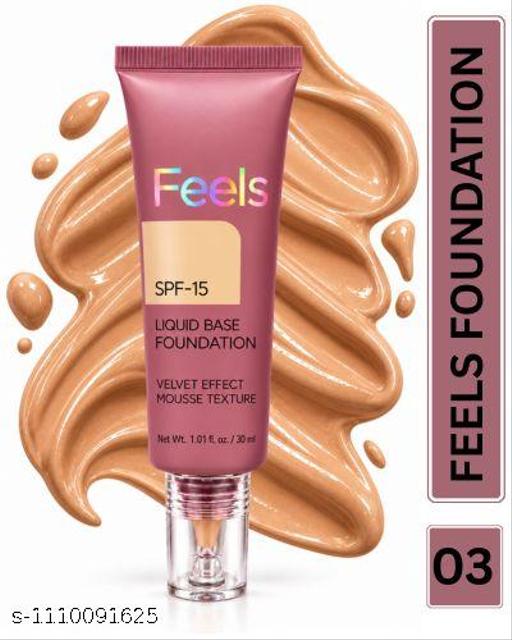 Feels
SPF-15
LIQUID BASE
FOUNDATION
VELVET EFFECT
MOUSSE TEXTURE
Net Wt. 1.01 fl. oz. / 30 ml
FEELS FOUNDATION
03
s-1110091625